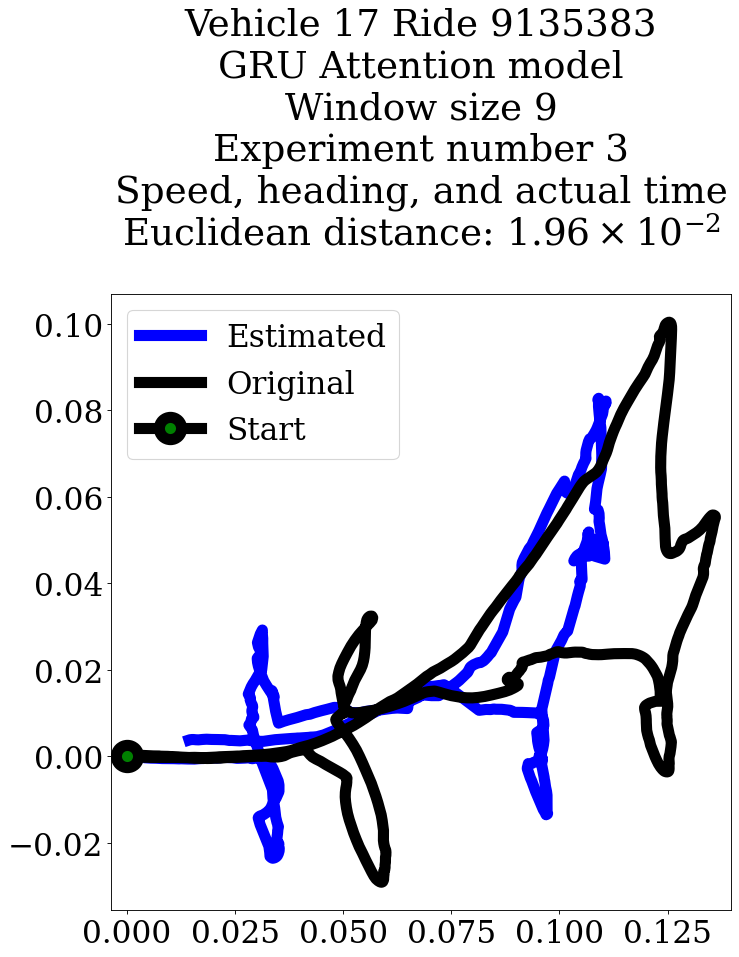 Vehicle 17 Ride 9135383
GRU Attention model
Window size 9
Experiment number 3
Speed, heading, and actual time
Euclidean distance: 1.96 × 10⁻²
Estimated
Original
Start
0.10
0.08
0.06
0.04
0.02
0.00
−0.02
0.000 0.025 0.050 0.075 0.100 0.125